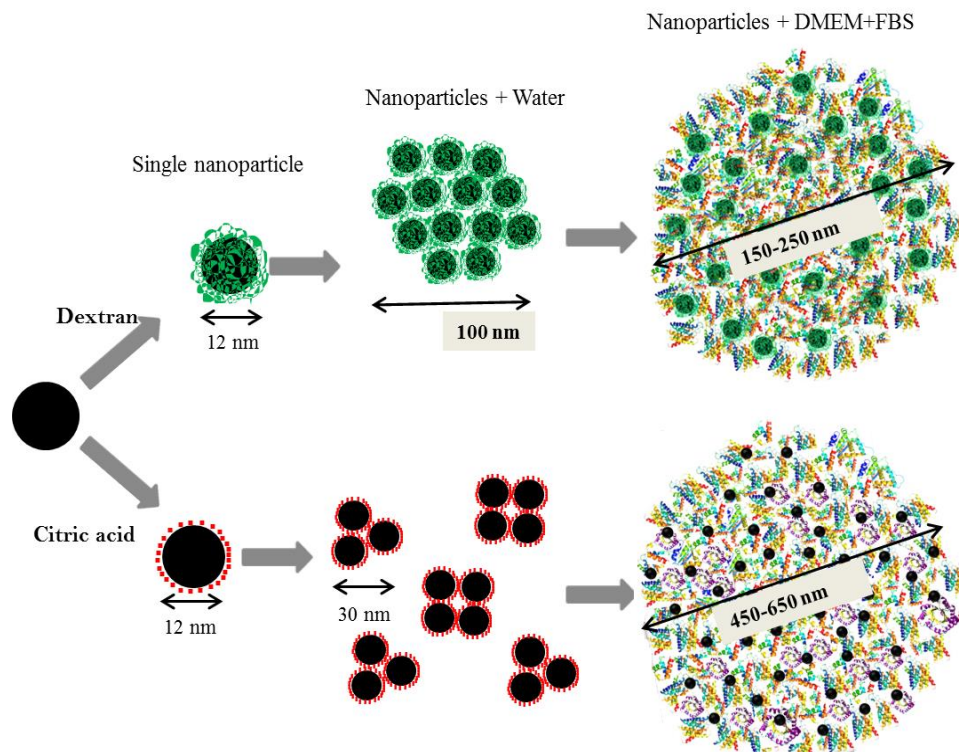 Nanoparticles + DMEM+FBS
Nanoparticles + Water
Single nanoparticle
150-250 nm
Dextran
12 nm
100 nm
Citric acid
12 nm
30 nm
450-650 nm